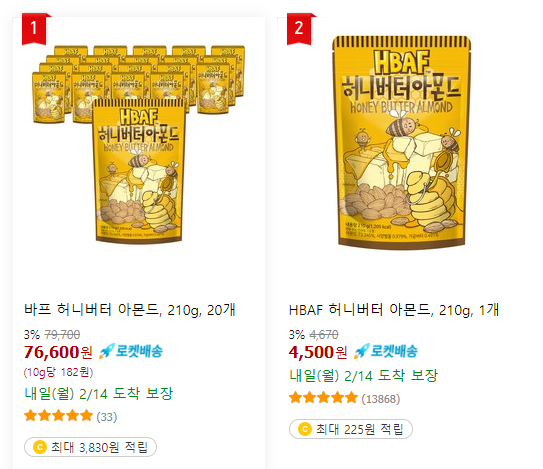 1
HBAF
허니버터아몬드
HONEY BUTTER ALMOND
바프 허니버터 아몬드, 210g, 20개
3% 79,700
76,600원 로켓배송
(10g당 182원)
내일(월) 2/14 도착 보장
(33)
C 최대 3,830원 적립
2
HBAF
허니버터아몬드
HONEY BUTTER ALMOND
HBAF 허니버터 아몬드, 210g, 1개
3% 4,670
4,500원 로켓배송
내일(월) 2/14 도착 보장
(13868)
C 최대 225원 적립